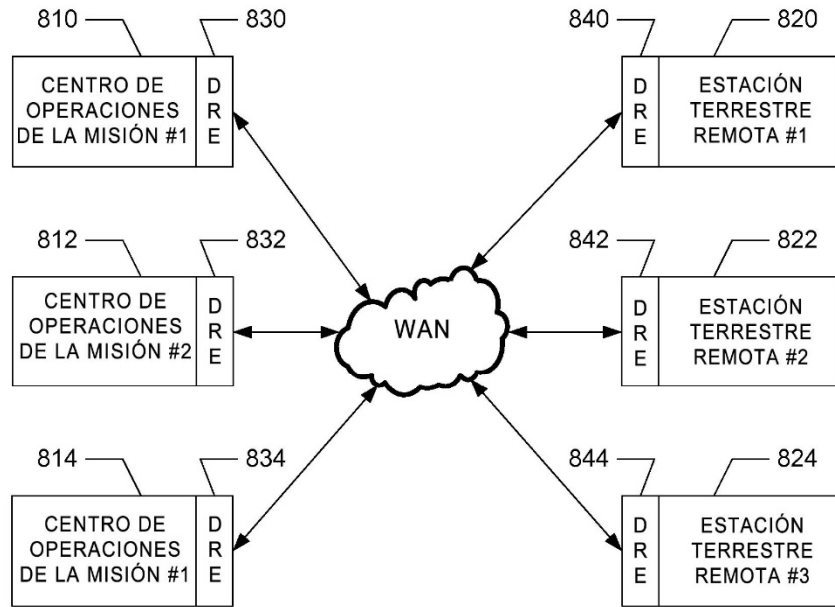 810 830 840 820
CENTRO DE
OPERACIONES
DE LA MISIÓN #1
D
R
E
D
R
E
ESTACIÓN
TERRESTRE
REMOTA #1
812 832 842 822
CENTRO DE
OPERACIONES
DE LA MISIÓN #2
D
R
E
WAN
D
R
E
ESTACIÓN
TERRESTRE
REMOTA #2
814 834 844 824
CENTRO DE
OPERACIONES
DE LA MISIÓN #1
D
R
E
D
R
E
ESTACIÓN
TERRESTRE
REMOTA #3